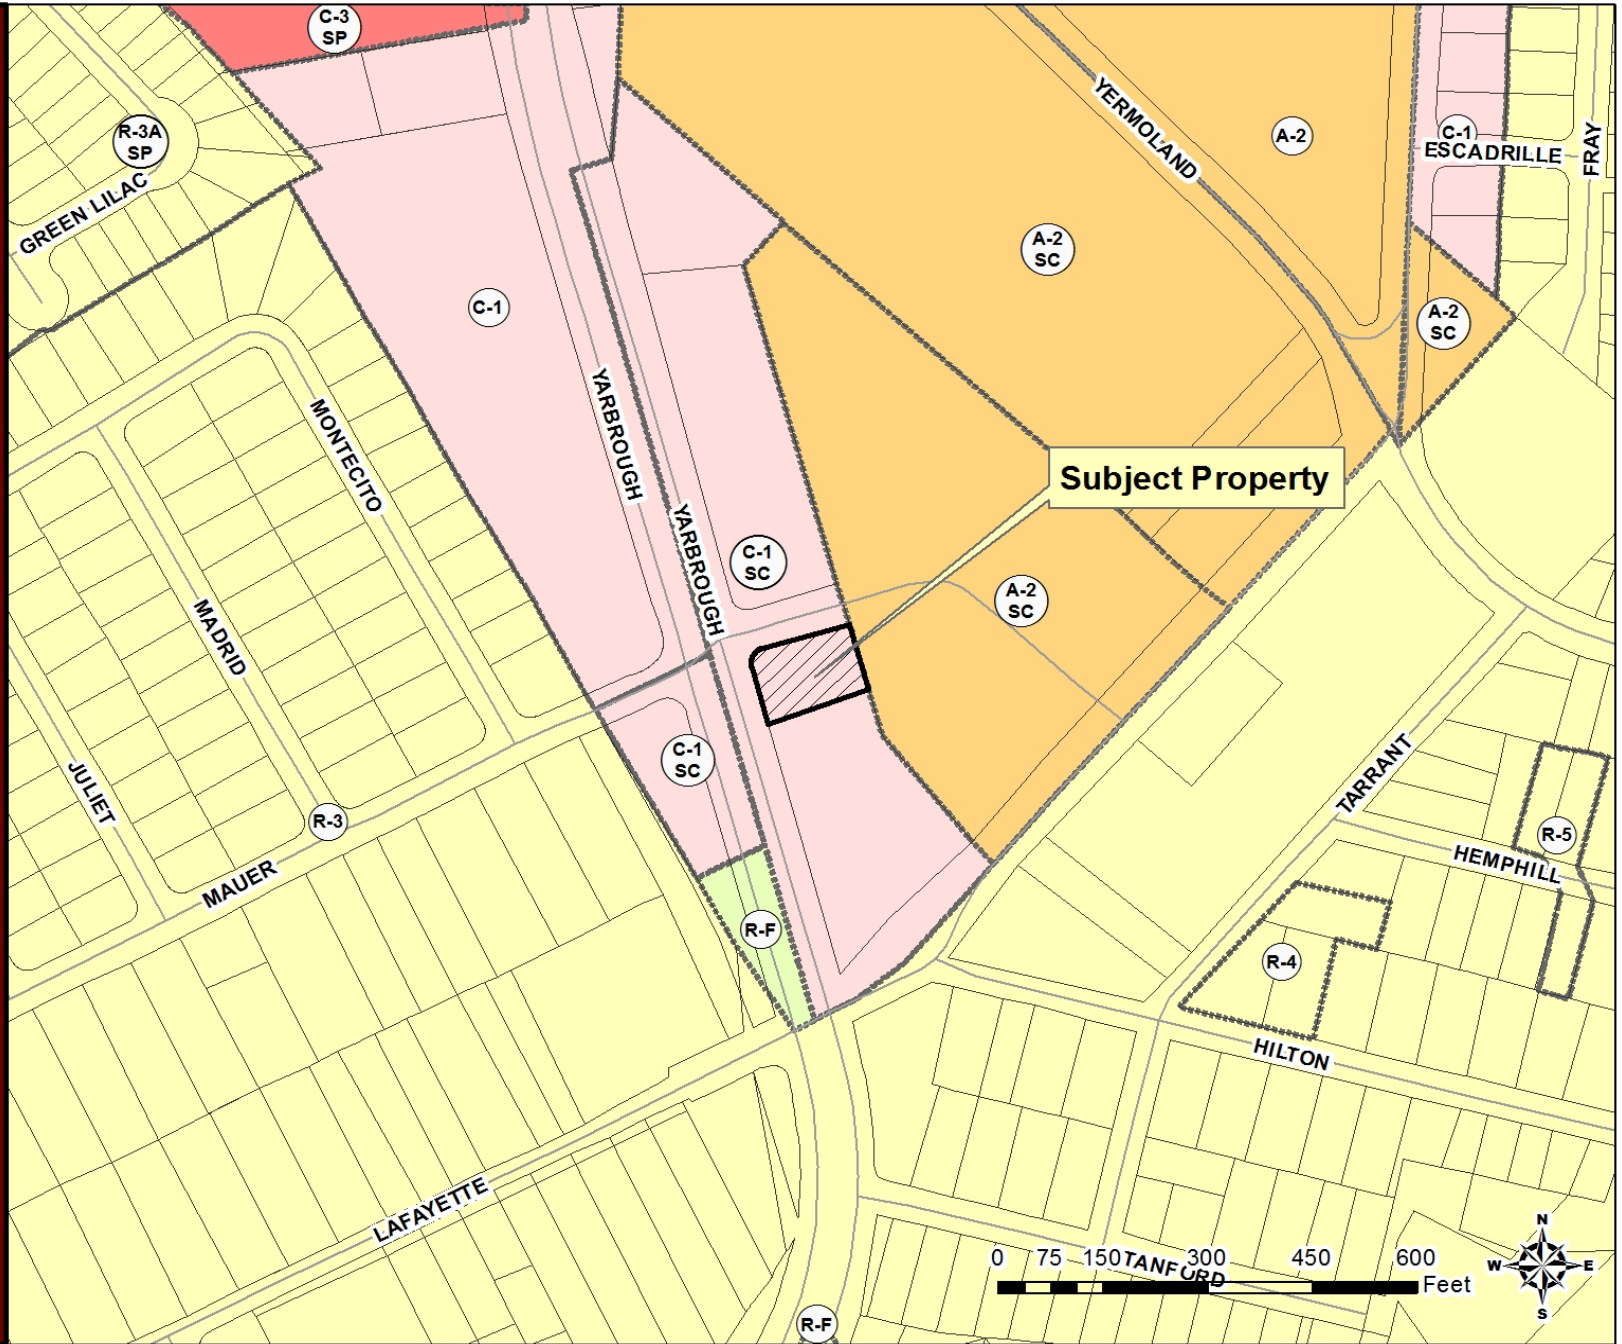 C-3
SP
YERMOLAND
A-2
C-1
ESCADRILLE
FRAY
R-3A
SP
GREEN LILAC
A-2
SC
C-1
A-2
SC
YARBROUGH
MONTECITO
Subject Property
YARBROUGH
C-1
SC
A-2
SC
MADRID
C-1
SC
TARRANT
JULIET
R-3
R-5
HEMPHILL
MAUER
R-F
R-4
HILTON
LAFAYETTE
N
W
E
S
0 75 150 300 450 600
Feet
TANFORD
R-F